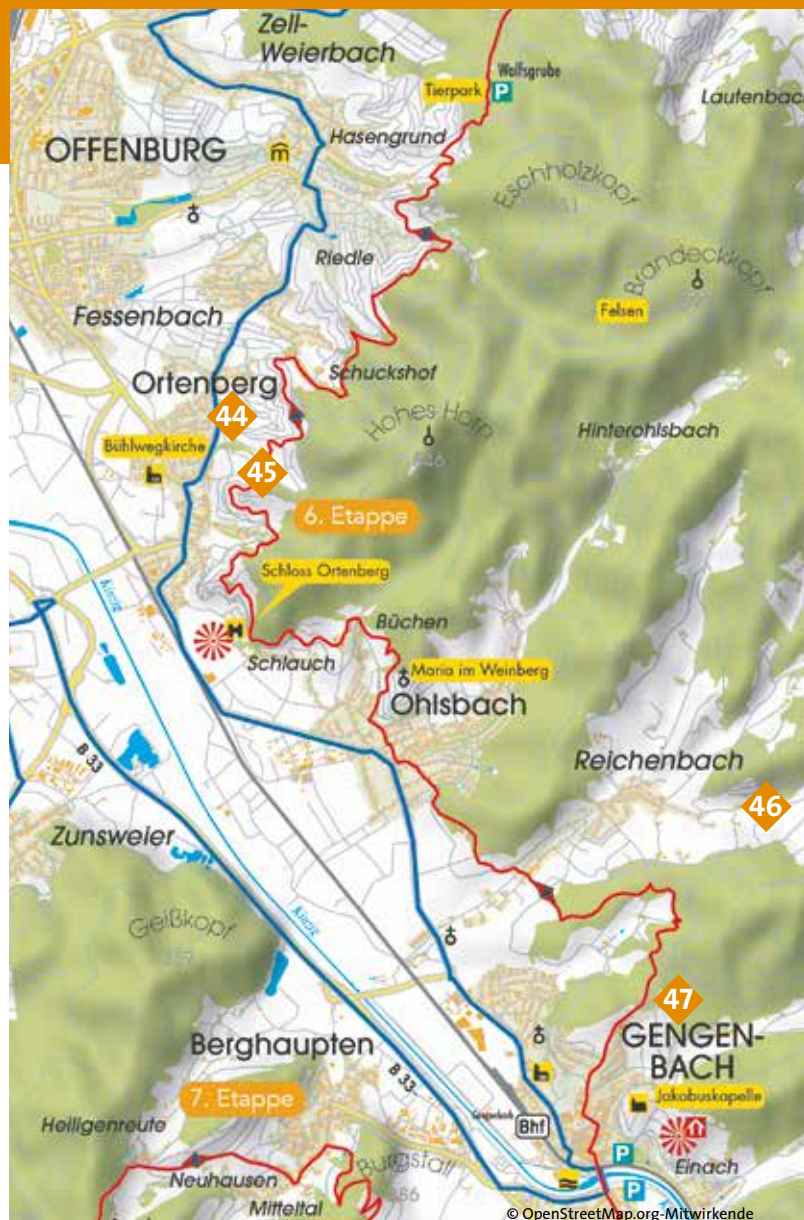 Zell-
Weierbach
Wolfsgrube
Tierpark
P
Lautenbach
Hasengrund
OFFENBURG
Eschholzkopf
Riedle
Brandeckkopf
Felsen
Fessenbach
Schuckshof
Ortenberg
44
Hohes Horn
Hinterohlsbach
Bühlwegkirche
45
6. Etappe
Schloss Ortenberg
Kinzig
Büchen
Schlauch
Maria im Weinberg
Ohlsbach
B 33
Reichenbach
46
Zunsweier
Geißkopf
Kinzig
47
GENGEN-
BACH
Berghaupten
B 33
7. Etappe
Jakobuskapelle
Heiligenreute
Bhf
P
Einach
Burgstall
Neuhausen
P
Mitteltal
© OpenStreetMap.org-Mitwirkende